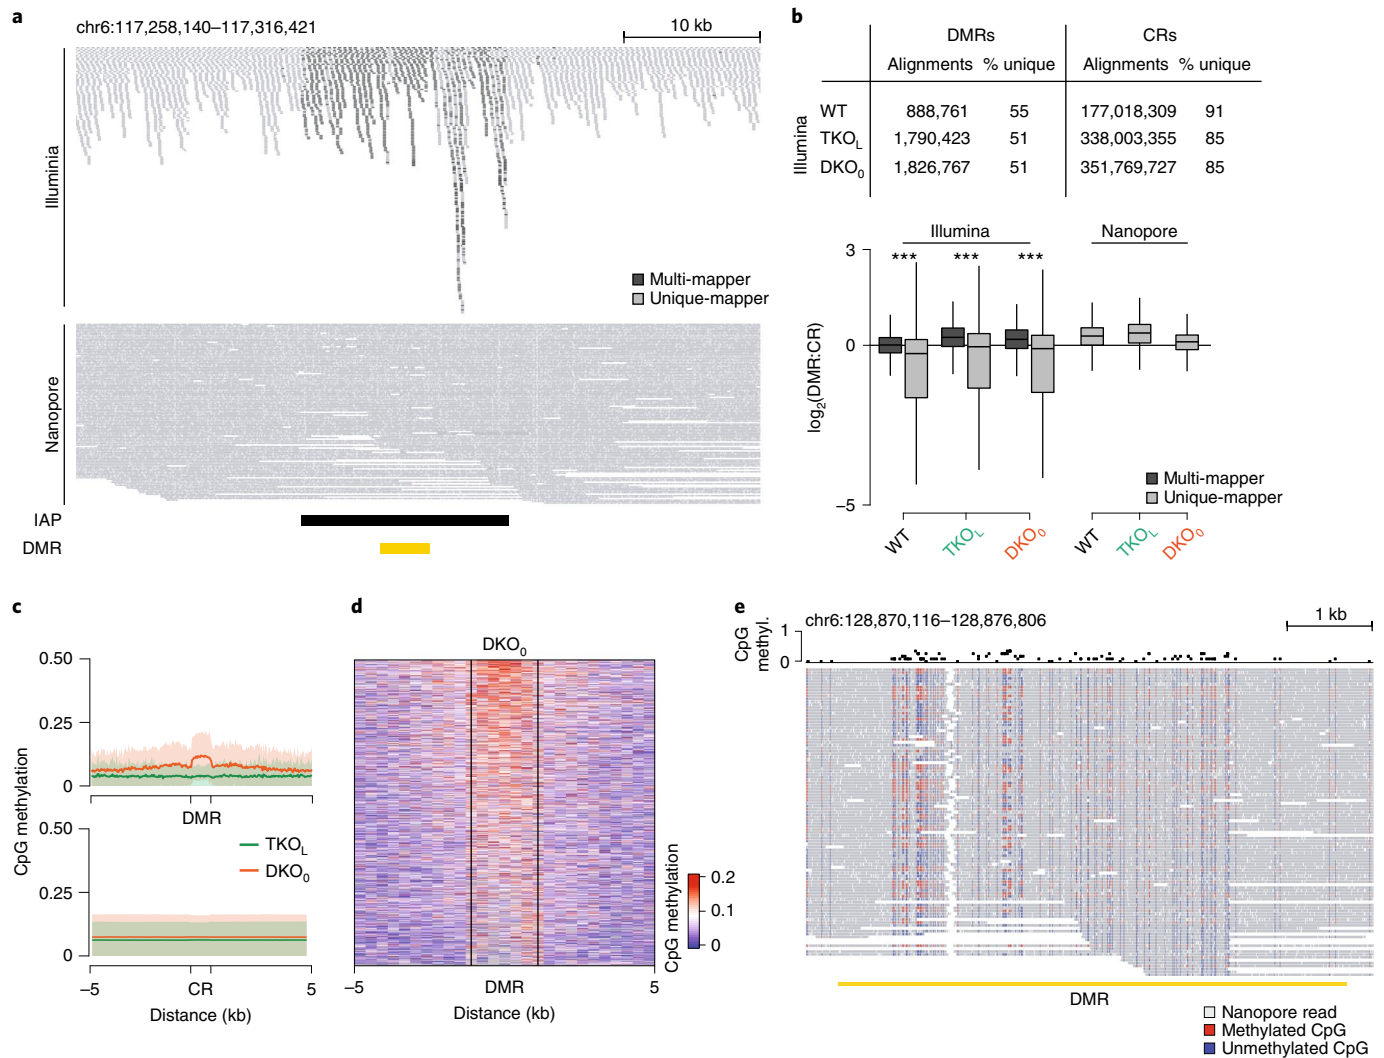 a
chr6:117,258,140–117,316,421
10 kb
Illuminia
Multi-mapper
Unique-mapper
Nanopore
IAP
DMR
b
DMRs CRs
Alignments % unique Alignments % unique
Illumina
WT 888,761 55 177,018,309 91
TKOL 1,790,423 51 338,003,355 85
DKO0 1,826,767 51 351,769,727 85
Illumina Nanopore
3
*** *** ***
0
log2(DMR:CR)
Multi-mapper
Unique-mapper
–5
WT TKOL DKO0 WT TKOL DKO0
c
0.50
0.25
0
DMR
CpG methylation
0.50
TKOL
DKO0
0.25
0
–5 CR 5
Distance (kb)
d
DKO0
CpG methylation
0.2
0.1
0
–5 DMR 5
Distance (kb)
e
chr6:128,870,116–128,876,806
1 kb
CpG
methyl.
1
0
DMR
Nanopore read
Methylated CpG
Unmethylated CpG